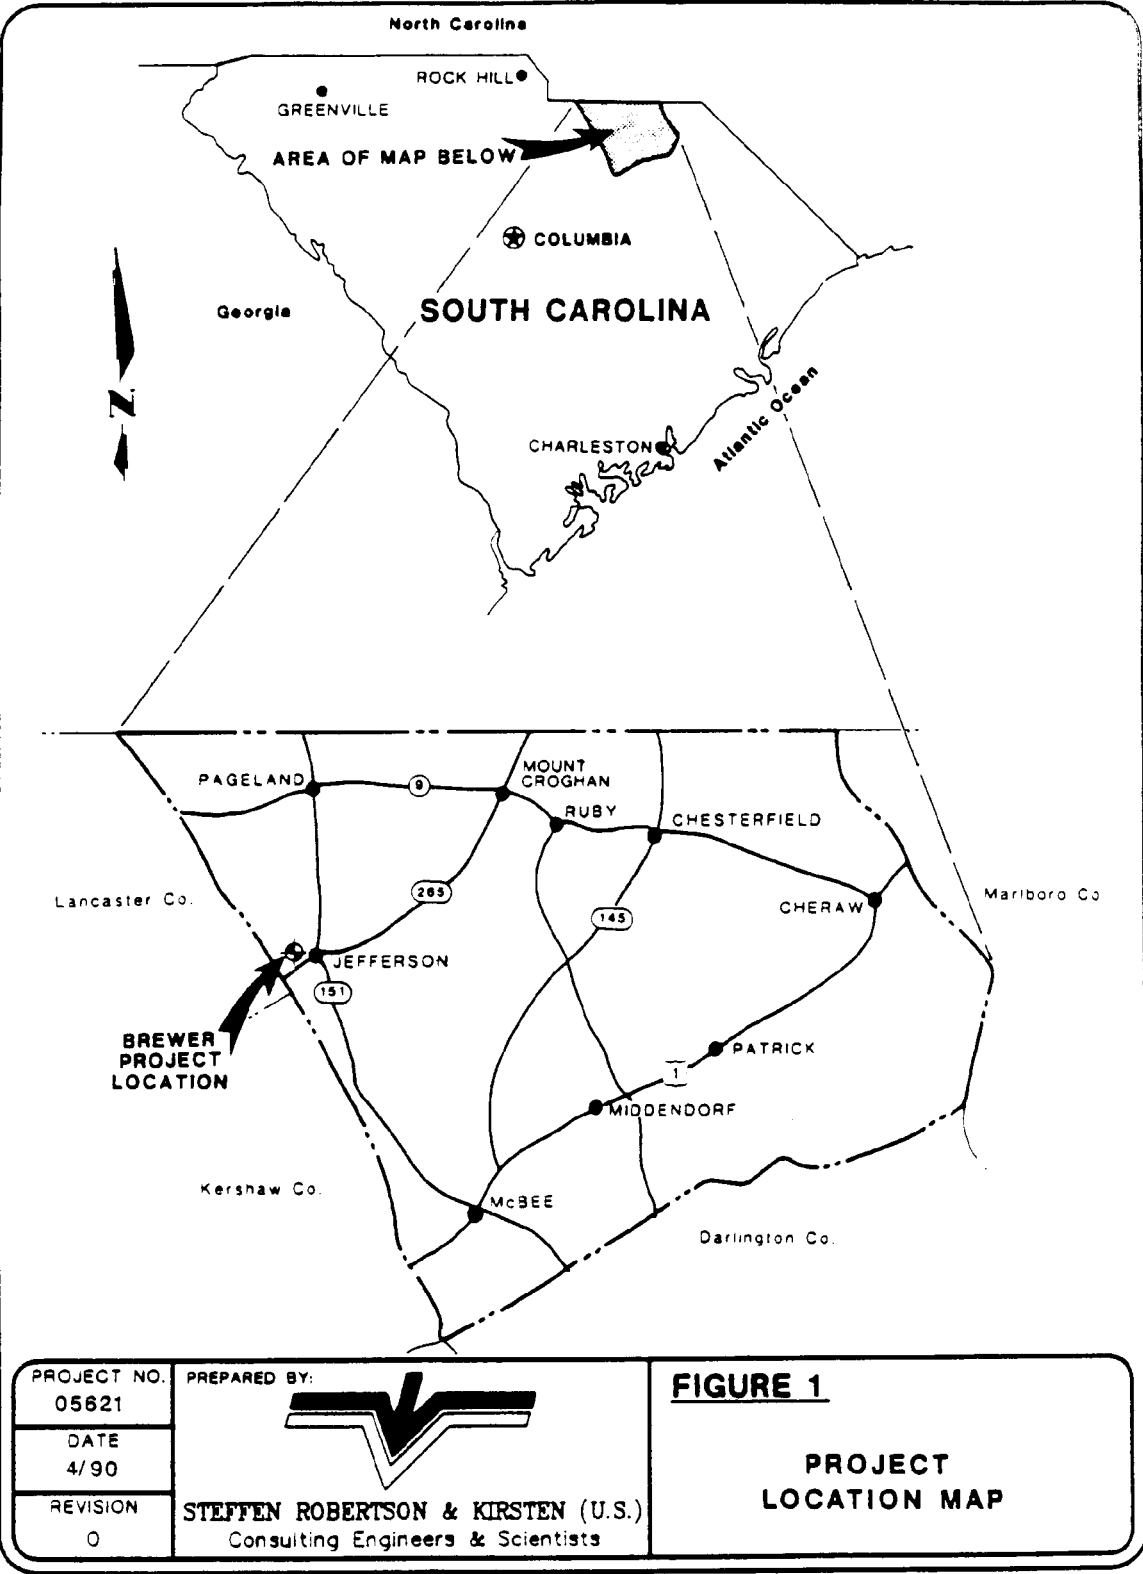 North Carolina
ROCK HILL
GREENVILLE
AREA OF MAP BELOW
COLUMBIA
Georgia
SOUTH CAROLINA
N
Atlantic Ocean
CHARLESTON
PAGELAND
9
MOUNT
CROGHAN
RUBY
CHESTERFIELD
265
Lancaster Co.
145
CHERAW
Marlboro Co
JEFFERSON
151
BREWER
PROJECT
LOCATION
PATRICK
1
MIDDENDORF
Kershaw Co.
McBEE
Darlington Co.
PROJECT NO.
05621
DATE
4/90
REVISION
0
PREPARED BY:
STEFFEN ROBERTSON & KIRSTEN (U.S.)
Consulting Engineers & Scientists
FIGURE 1
PROJECT
LOCATION MAP